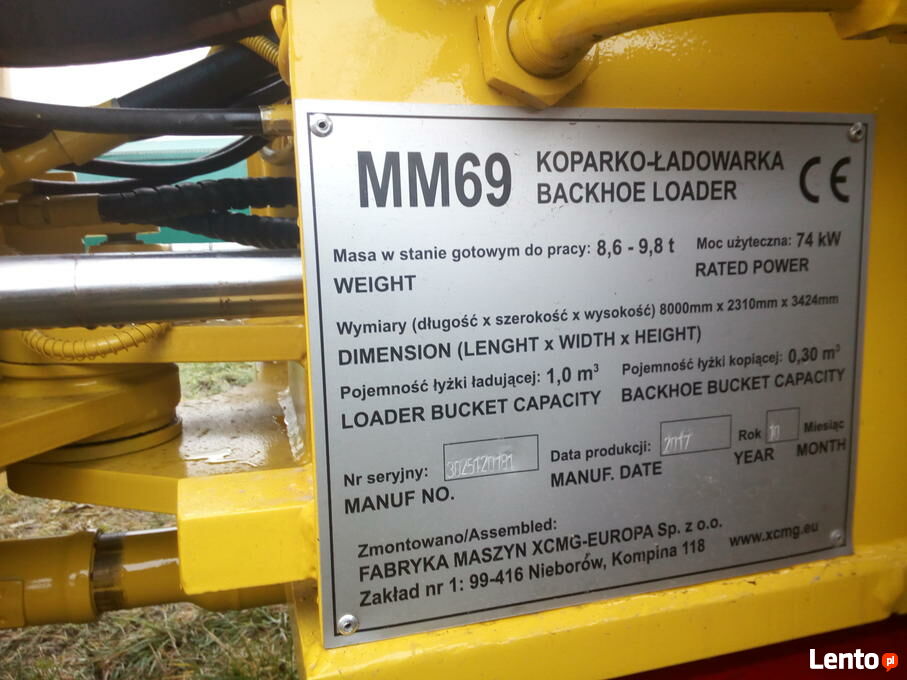 MM69
KOPARKO-ŁADOWARKA
BACKHOE LOADER
CE
Masa w stanie gotowym do pracy: 8,6 - 9,8 t
WEIGHT
Moc użyteczna: 74 kW
RATED POWER
Wymiary (długość x szerokość x wysokość) 8000mm x 2310mm x 3424mm
DIMENSION (LENGHT x WIDTH x HEIGHT)
Pojemność łyżki ładującej: 1,0 m³
LOADER BUCKET CAPACITY
Pojemność łyżki kopiącej: 0,30 m³
BACKHOE BUCKET CAPACITY
Nr seryjny: 3025120181
MANUF NO.
Data produkcji: 2017 Rok 10 Miesiąc
MANUF. DATE YEAR MONTH
Zmontowano/Assembled:
FABRYKA MASZYN XCMG-EUROPA Sp. z o.o.
Zakład nr 1: 99-416 Nieborów, Kompina 118
www.xcmg.eu
Lento.pl